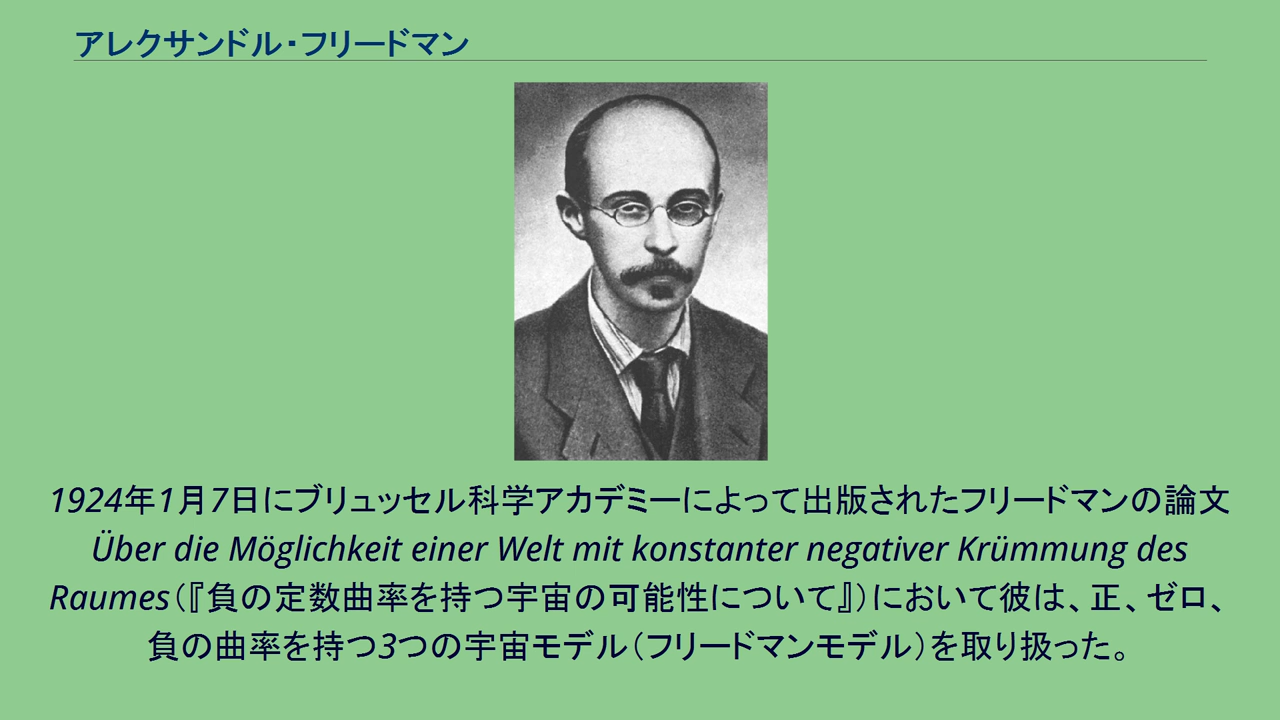 アレクサンドル・フリードマン
1924年1月7日にブリュッセル科学アカデミーによって出版されたフリードマンの論文
Über die Möglichkeit einer Welt mit konstanter negativer Krümmung des
Raumes（『負の定数曲率を持つ宇宙の可能性について』）において彼は、正、ゼロ、
負の曲率を持つ3つの宇宙モデル（フリードマンモデル）を取り扱った。